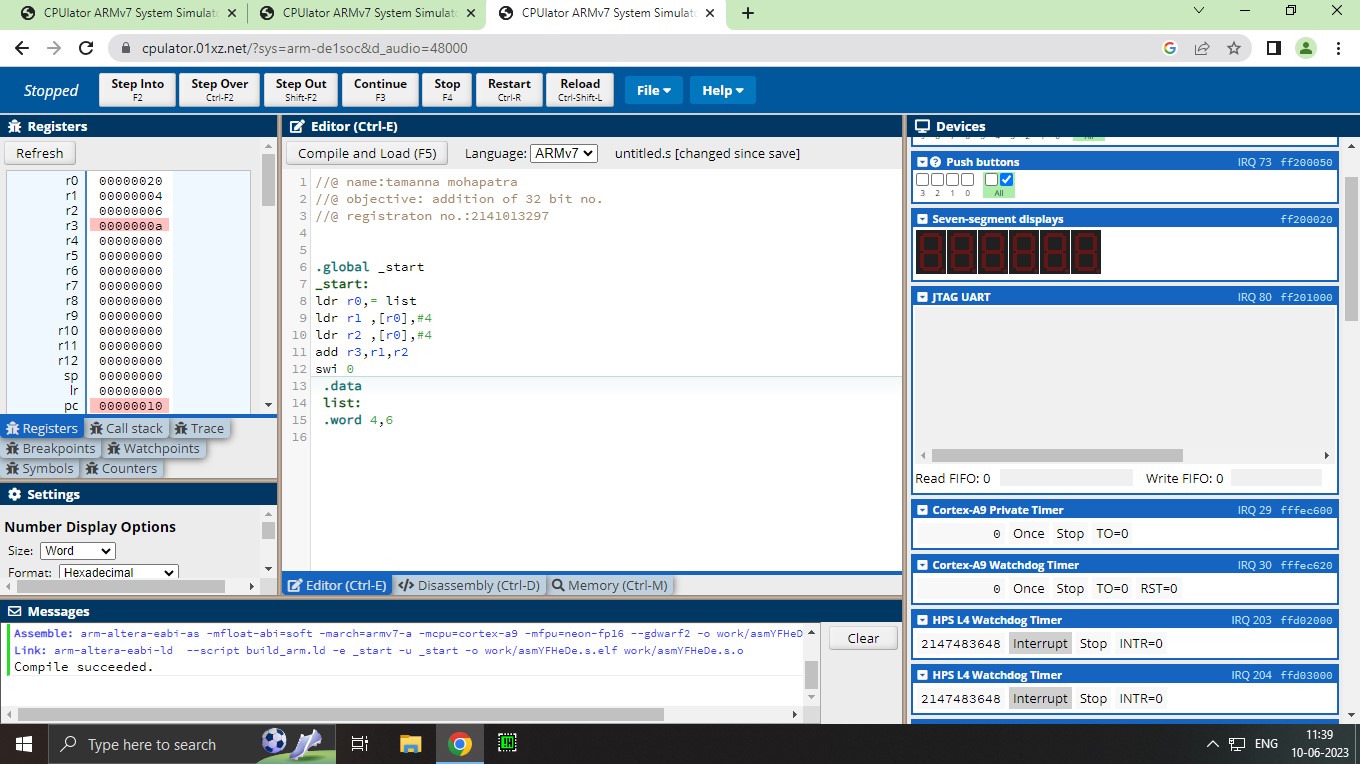 CPUlator ARMv7 System Simulat
CPUlator ARMv7 System Simulat
CPUlator ARMv7 System Simulat
cpulator.01xz.net/?sys=arm-de1soc&d_audio=48000
Stopped
Step Into
F2
Step Over
Ctrl-F2
Step Out
Shift-F2
Continue
F3
Stop
F4
Restart
Ctrl-R
Reload
Ctrl-Shift-L
File
Help
Registers
Refresh
r0 00000020
r1 00000004
r2 00000006
r3 0000000a
r4 00000000
r5 00000000
r6 00000000
r7 00000000
r8 00000000
r9 00000000
r10 00000000
r11 00000000
r12 00000000
sp 00000000
lr 00000000
pc 00000010
Registers Call stack Trace
Breakpoints Watchpoints
Symbols Counters
Settings
Number Display Options
Size: Word
Format: Hexadecimal
Editor (Ctrl-E)
Compile and Load (F5) Language: ARMv7 untitled.s [changed since save]
1 //@ name:tamanna mohapatra
2 //@ objective: addition of 32 bit no.
3 //@ registraton no.:2141013297
4
5
6 .global _start
7 _start:
8 ldr r0,= list
9 ldr r1 ,[r0],#4
10 ldr r2 ,[r0],#4
11 add r3,r1,r2
12 swi 0
13 .data
14 list:
15 .word 4,6
16
Editor (Ctrl-E) Disassembly (Ctrl-D) Memory (Ctrl-M)
Messages
Assemble: arm-altera-eabi-as -mfloat-abi=soft -march=armv7-a -mcpu=cortex-a9 -mfpu=neon-fp16 --gdwarf2 -o work/asmYFHeD
Link: arm-altera-eabi-ld --script build_arm.ld -e _start -u _start -o work/asmYFHeDe.s.elf work/asmYFHeDe.s.o
Compile succeeded.
Clear
Devices
Push buttons IRQ 73 ff200050
3 2 1 0 All
Seven-segment displays ff200020
JTAG UART IRQ 80 ff201000
Read FIFO: 0 Write FIFO: 0
Cortex-A9 Private Timer IRQ 29 fffec600
0 Once Stop TO=0
Cortex-A9 Watchdog Timer IRQ 30 fffec620
0 Once Stop TO=0 RST=0
HPS L4 Watchdog Timer IRQ 203 ffd02000
2147483648 Interrupt Stop INTR=0
HPS L4 Watchdog Timer IRQ 204 ffd03000
2147483648 Interrupt Stop INTR=0
Type here to search
ENG
11:39
10-06-2023